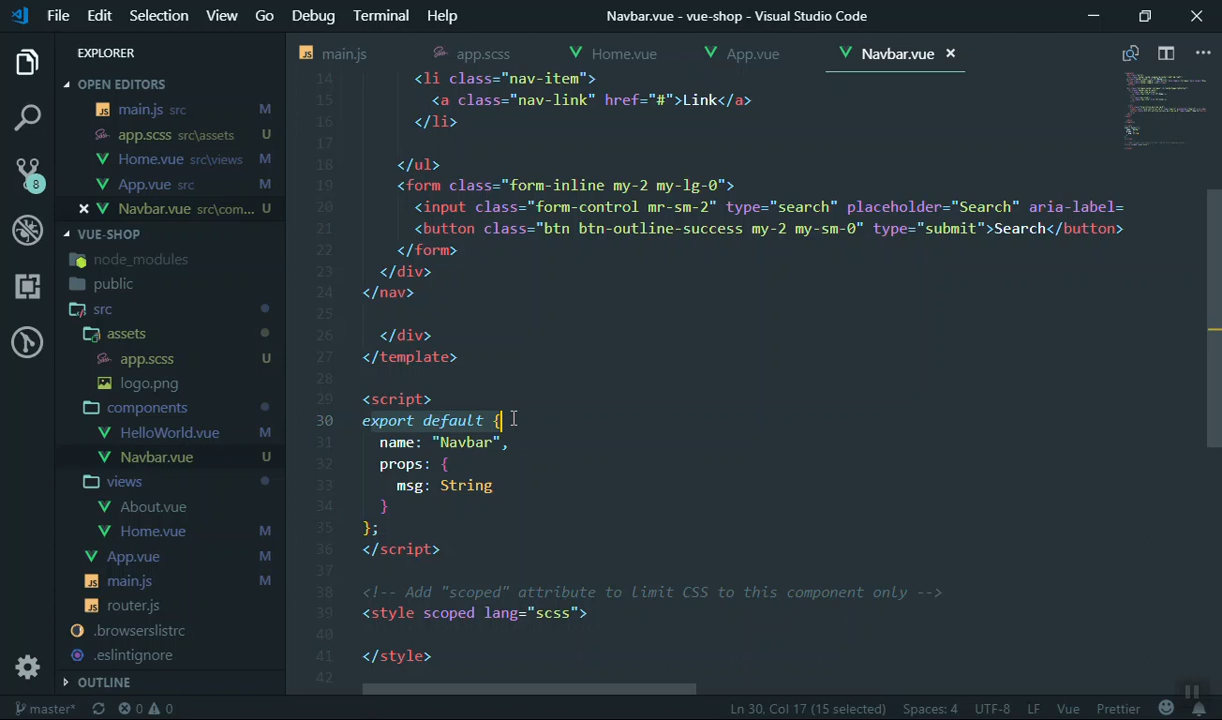 File Edit Selection View Go Debug Terminal Help Navbar.vue - vue-shop - Visual Studio Code
EXPLORER
OPEN EDITORS
main.js src M
app.scss src\assets U
Home.vue src\views M
App.vue src M
Navbar.vue src\com... U
VUE-SHOP
node_modules
public
src
assets
app.scss U
logo.png
components
HelloWorld.vue
Navbar.vue U
views
About.vue
Home.vue M
App.vue M
main.js M
router.js
.browserslistrc
.eslintignore
OUTLINE
8
main.js app.scss Home.vue App.vue Navbar.vue
14 <li class="nav-item">
15 <a class="nav-link" href="#">Link</a>
16 </li>
17
18 </ul>
19 <form class="form-inline my-2 my-lg-0">
20 <input class="form-control mr-sm-2" type="search" placeholder="Search" aria-label=
21 <button class="btn btn-outline-success my-2 my-sm-0" type="submit">Search</button>
22 </form>
23 </div>
24 </nav>
25
26 </div>
27 </template>
28
29 <script>
30 export default {
31 name: "Navbar",
32 props: {
33 msg: String
34 }
35 };
36 </script>
37
38 <!-- Add "scoped" attribute to limit CSS to this component only -->
39 <style scoped lang="scss">
40
41 </style>
42
master* 0 0 Ln 30, Col 17 (15 selected) Spaces: 4 UTF-8 LF Vue Prettier